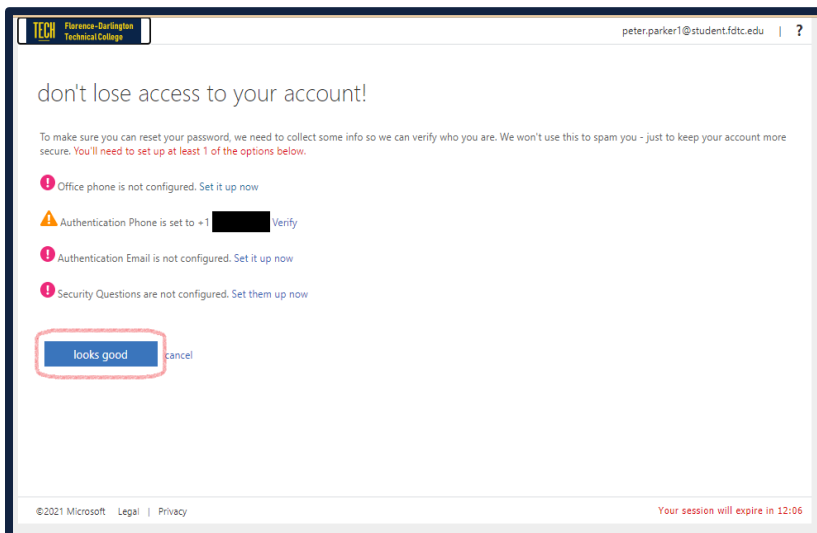 TECH Florence-Darlington
Technical College
peter.parker1@student.fdtc.edu | ?
don't lose access to your account!
To make sure you can reset your password, we need to collect some info so we can verify who you are. We won't use this to spam you - just to keep your account more
secure. You'll need to set up at least 1 of the options below.
! Office phone is not configured. Set it up now
! Authentication Phone is set to +1 Verify
! Authentication Email is not configured. Set it up now
! Security Questions are not configured. Set them up now
looks good cancel
©2021 Microsoft Legal | Privacy
Your session will expire in 12:06